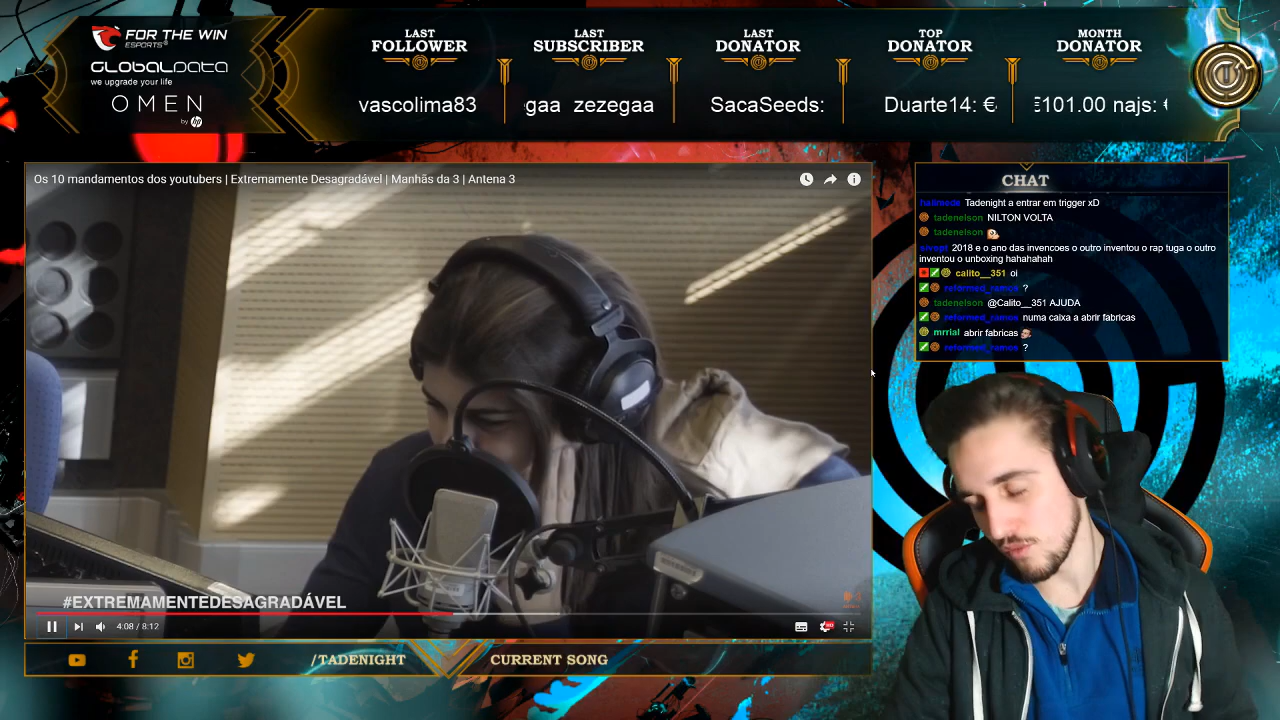 FOR THE WIN
ESPORTS
GLOBALDATA
we upgrade your life
OMEN
by hp
LAST
FOLLOWER
vascolima83
LAST
SUBSCRIBER
egaa zezegaa
LAST
DONATOR
SacaSeeds:
TOP
DONATOR
Duarte14: €
MONTH
DONATOR
€101.00 najs: €
Os 10 mandamentos dos youtubers | Extremamente Desagradável | Manhãs da 3 | Antena 3
#EXTREMAMENTEDESAGRADÁVEL
4:08 / 8:12
/TADENIGHT
CURRENT SONG
CHAT
Tadenight a entrar em trigger xD
tadenelson NILTON VOLTA
tadenelson
2018 e o ano das invencoes o outro inventou o rap tuga o outro
inventou o unboxing hahahahah
calito__351 oi
reformed_ramos ?
tadenelson @Calito__351 AJUDA
reformed_ramos numa caixa a abrir fabricas
mrrial abrir fabricas
reformed_ramos ?